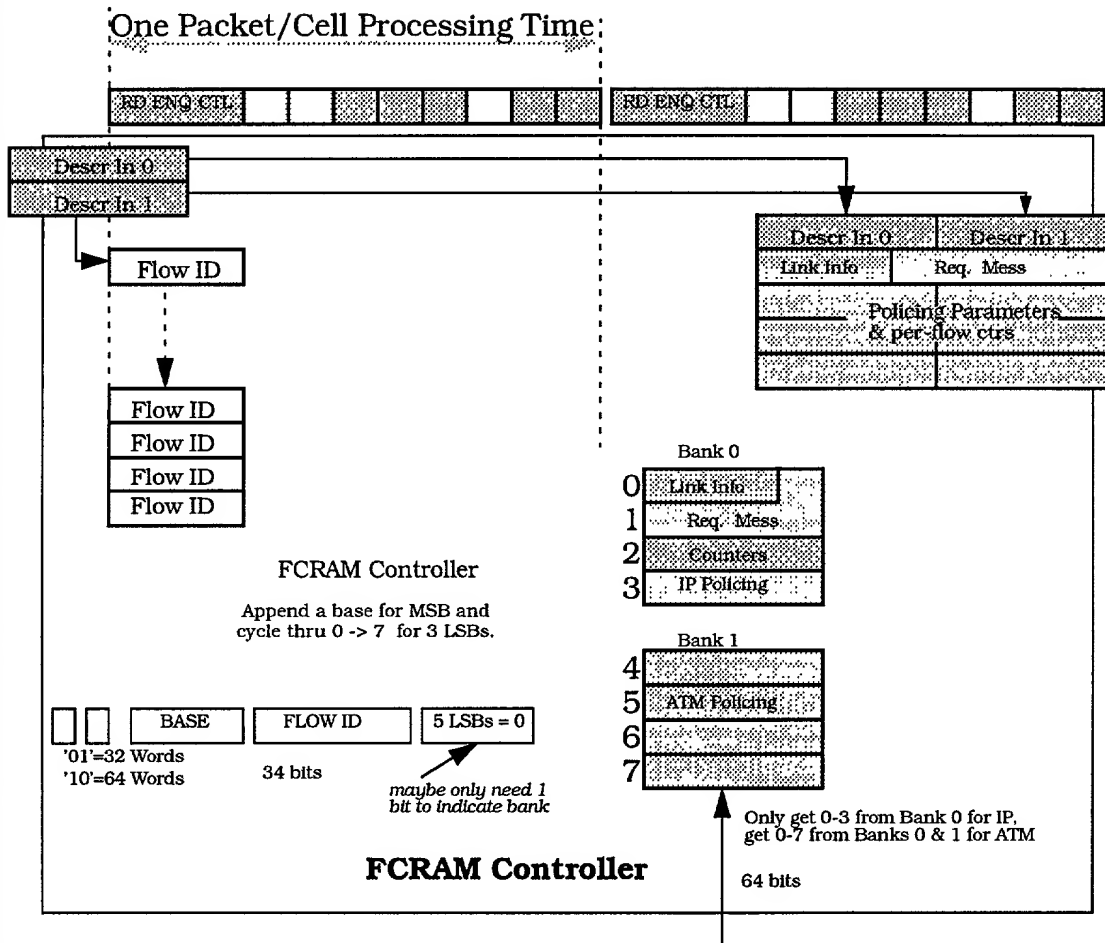 One Packet/Cell Processing Time
RD ENQ CTL
RD ENQ CTL
Descr In 0
Descr In 1
Flow ID
Descr In 0
Descr In 1
Link Info
Req. Mess
Policing Parameters
& per-flow ctrs
Flow ID
Flow ID
Flow ID
Flow ID
Bank 0
0 Link Info
1 Req. Mess
2 Counters
3 IP Policing
FCRAM Controller
Append a base for MSB and
cycle thru 0 -> 7 for 3 LSBs.
Bank 1
4
5 ATM Policing
6
7
BASE
FLOW ID
5 LSBs = 0
'01'=32 Words
'10'=64 Words
34 bits
maybe only need 1
bit to indicate bank
Only get 0-3 from Bank 0 for IP,
get 0-7 from Banks 0 & 1 for ATM
FCRAM Controller
64 bits